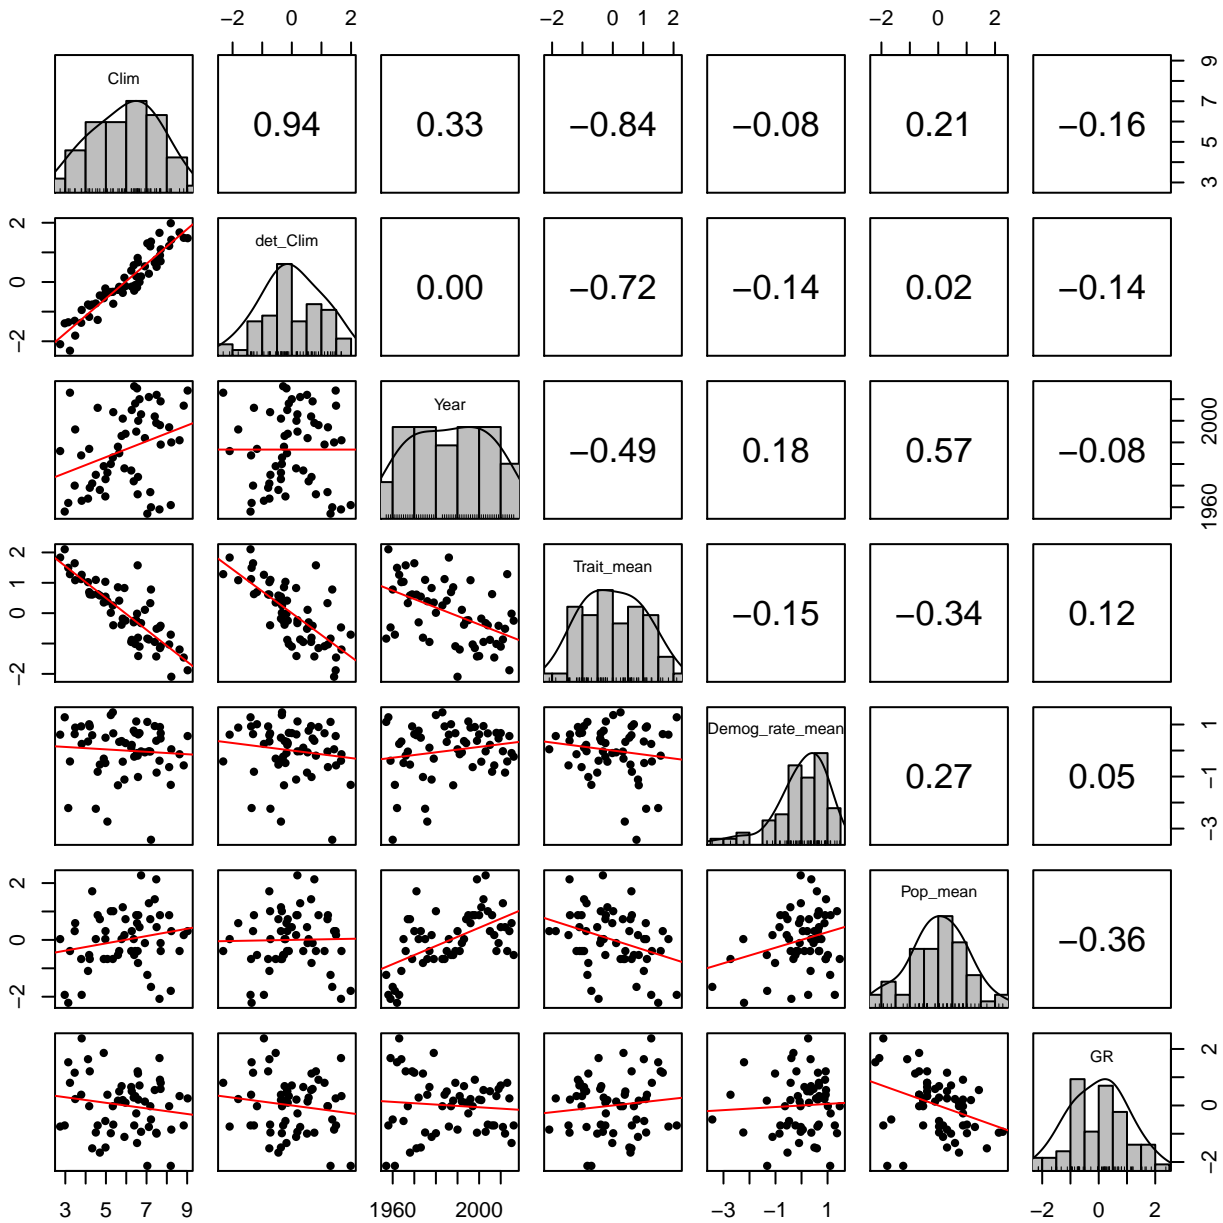 −2 0 2 −2 0 1 2 −2 0 2
Clim 0.94 0.33 −0.84 −0.08 0.21 −0.16 3 5 7 9
−2 0 2 det_Clim 0.00 −0.72 −0.14 0.02 −0.14
Year −0.49 0.18 0.57 −0.08 1960 2000
−2 0 1 2 Trait_mean −0.15 −0.34 0.12
Demog_rate_mean 0.27 0.05 −3 −1 1
−2 0 2 Pop_mean −0.36
GR −2 0 2
3 5 7 9 1960 2000 −3 −1 1 −2 0 2